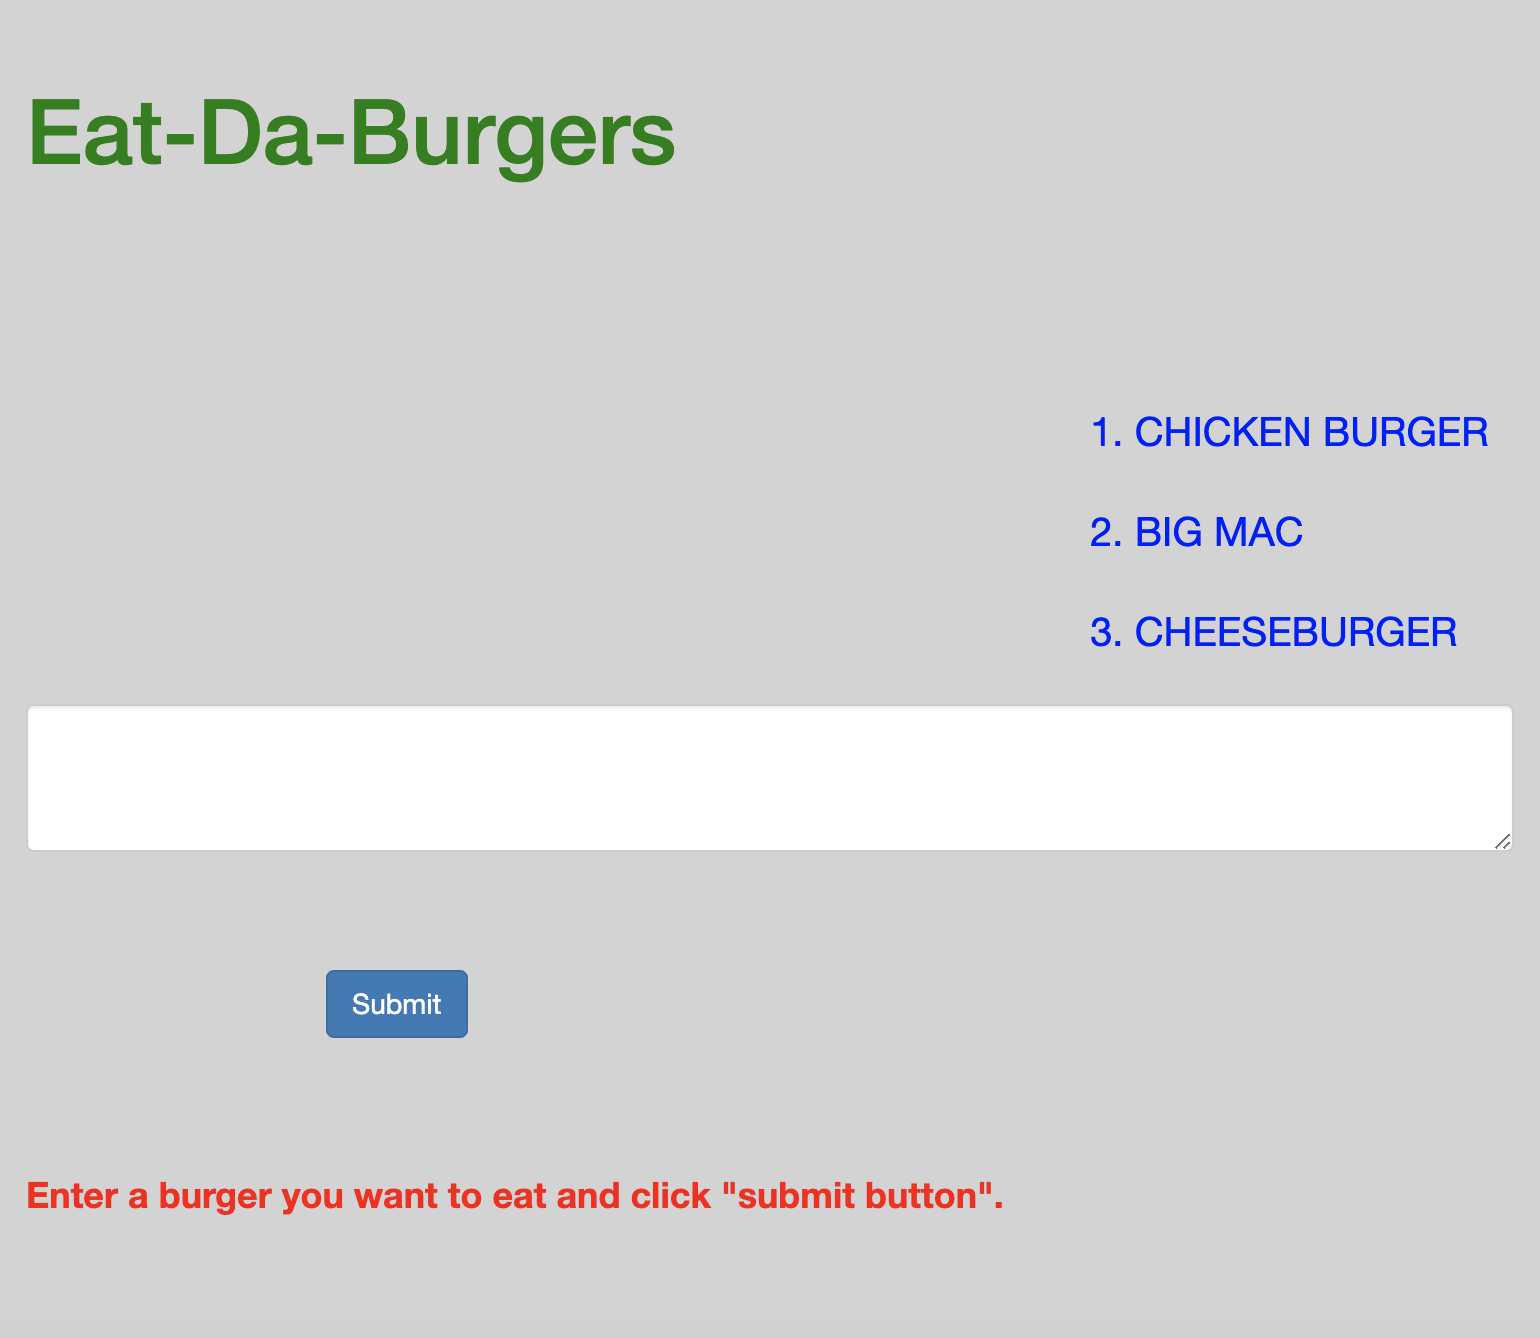 Eat-Da-Burgers
1. CHICKEN BURGER
2. BIG MAC
3. CHEESEBURGER
Submit
Enter a burger you want to eat and click "submit button".